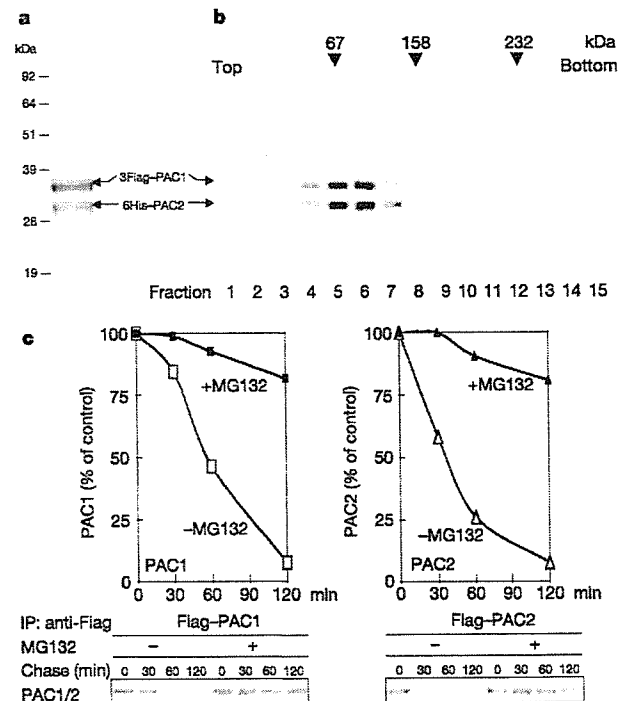 a
b
kDa
67 158 232 kDa
92
Top Bottom
64
51
39
3Flag–PAC1
6His–PAC2
28
19
Fraction 1 2 3 4 5 6 7 8 9 10 11 12 13 14 15
c
100
75
50
25
0
PAC1 (% of control)
+MG132
–MG132
PAC1
0 30 60 90 120 min
100
75
50
25
0
PAC2 (% of control)
+MG132
–MG132
PAC2
0 30 60 90 120 min
IP: anti-Flag Flag–PAC1 Flag–PAC2
MG132 – + – +
Chase (min) 0 30 60 120 0 30 60 120 0 30 60 120 0 30 60 120
PAC1/2